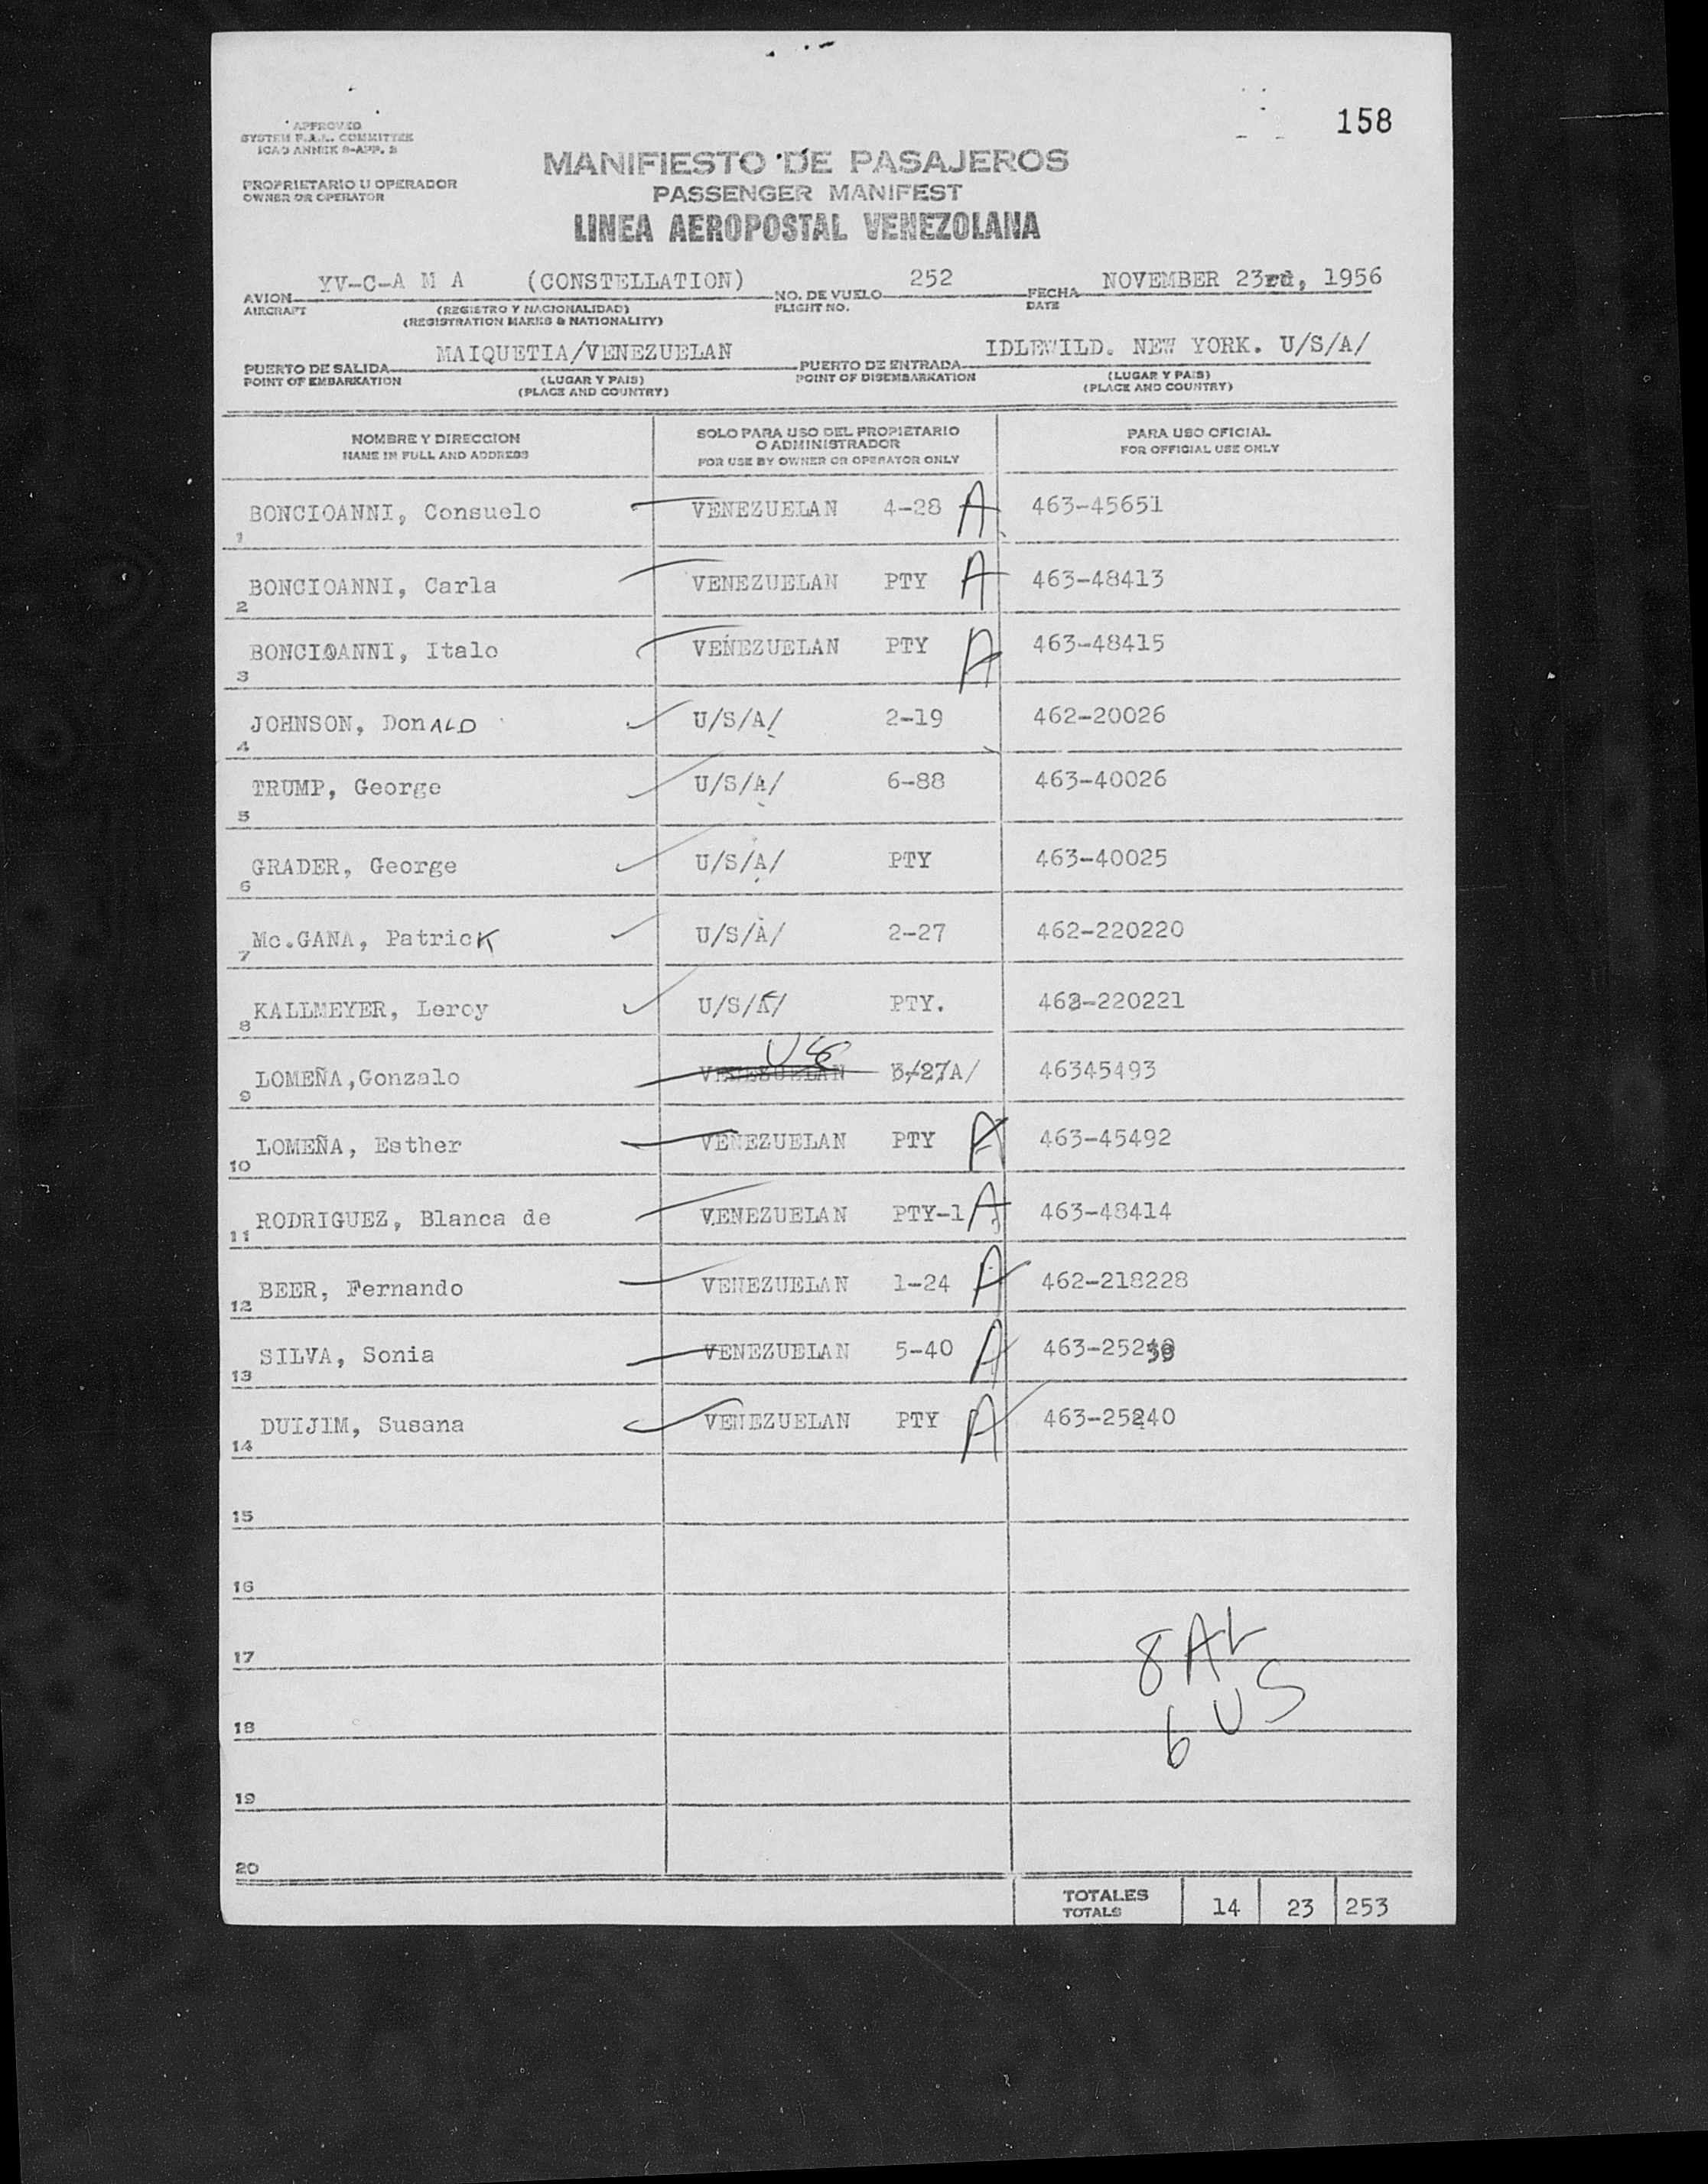 158
APPROVED
SYSTEM F.A.L. COMMITTEE
ICAO ANNEX 9-APP. 3
PROPRIETARIO U OPERADOR
OWNER OR OPERATOR
MANIFIESTO DE PASAJEROS
PASSENGER MANIFEST
LINEA AEROPOSTAL VENEZOLANA
AVION YV-C-A M A (CONSTELLATION) NO. DE VUELO 252 FECHA NOVEMBER 23rd, 1956
AIRCRAFT (REGISTRO Y NACIONALIDAD) FLIGHT NO. DATE
(REGISTRATION MARKS & NATIONALITY)
PUERTO DE SALIDA MAIQUETIA/VENEZUELAN PUERTO DE ENTRADA IDLEWILD. NEW YORK. U/S/A/
POINT OF EMBARKATION (LUGAR Y PAIS) POINT OF DISEMBARKATION (LUGAR Y PAIS)
(PLACE AND COUNTRY) (PLACE AND COUNTRY)
NOMBRE Y DIRECCION SOLO PARA USO DEL PROPIETARIO O ADMINISTRADOR PARA USO OFICIAL
NAME IN FULL AND ADDRESS FOR USE BY OWNER OR OPERATOR ONLY FOR OFFICIAL USE ONLY
1 BONCIOANNI, Consuelo VENEZUELAN 4-28 A 463-45651
2 BONCIOANNI, Carla VENEZUELAN PTY A 463-48413
3 BONCIOANNI, Italo VENEZUELAN PTY A 463-48415
4 JOHNSON, DonALD U/S/A/ 2-19 462-20026
5 TRUMP, George U/S/A/ 6-88 463-40026
6 GRADER, George U/S/A/ PTY 463-40025
7 Mc.GANA, PatricK U/S/A/ 2-27 462-220220
8 KALLMEYER, Leroy U/S/A/ PTY. 462-220221
9 LOMEÑA,Gonzalo VENEZUELAN US 3/27A/ 46345493
10 LOMEÑA, Esther VENEZUELAN PTY A 463-45492
11 RODRIGUEZ, Blanca de VENEZUELAN PTY-1 A 463-48414
12 BEER, Fernando VENEZUELAN 1-24 A 462-218228
13 SILVA, Sonia VENEZUELAN 5-40 A
14 DUIJIM, Susana VENEZUELAN PTY A 463-25240
15
16
17
18
19
20
8 AL
6 US
TOTALES 14 23 253
TOTALS